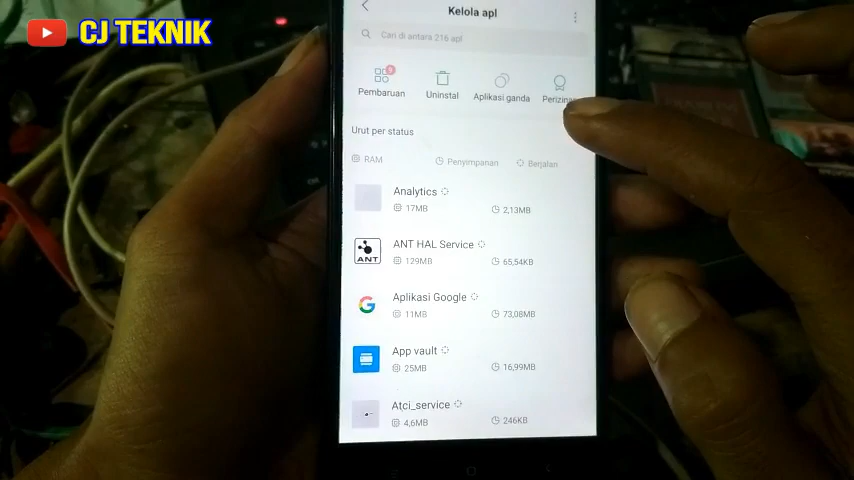 CJ TEKNIK
Kelola apl
Cari di antara 216 apl
9
Pembaruan
Uninstal
Aplikasi ganda
Urut per status
RAM
Penyimpanan
Berjalan
Analytics
17MB
2,13MB
ANT HAL Service
ANT
129MB
65,54KB
Aplikasi Google
G
11MB
73,08MB
App vault
25MB
16,99MB
Atci_service
4,6MB
246KB